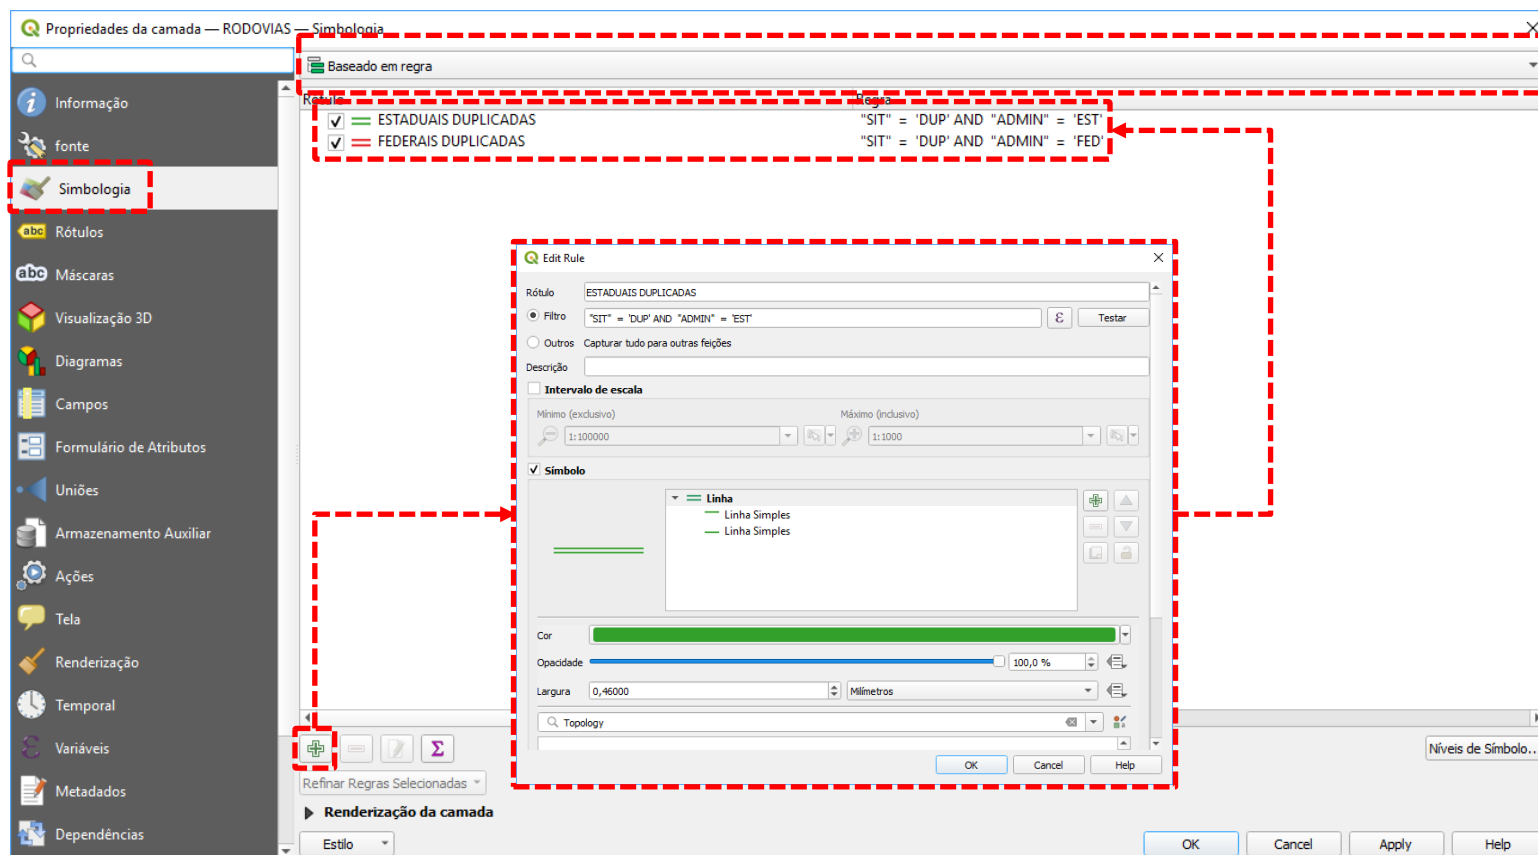 Propriedades da camada — RODOVIAS — Simbologia
Baseado em regra
Informação
fonte
Simbologia
abc Rótulos
abc Máscaras
Visualização 3D
Diagramas
Campos
Formulário de Atributos
Uniões
Armazenamento Auxiliar
Ações
Tela
Renderização
Temporal
Variáveis
Metadados
Dependências
Rótulo Regra
ESTADUAIS DUPLICADAS "SIT" = 'DUP' AND "ADMIN" = 'EST'
FEDERAIS DUPLICADAS "SIT" = 'DUP' AND "ADMIN" = 'FED'
Edit Rule
Rótulo ESTADUAIS DUPLICADAS
Filtro "SIT" = 'DUP' AND "ADMIN" = 'EST' ε Testar
Outros Capturar tudo para outras feições
Descrição
Intervalo de escala
Mínimo (exclusivo) Máximo (inclusivo)
1:100000 1:1000
Símbolo
Linha
Linha Simples
Linha Simples
Cor
Opacidade 100,0 %
Largura 0,46000 Milímetros
Topology
OK Cancel Help
Σ
Níveis de Símbolo...
Refinar Regras Selecionadas
Renderização da camada
Estilo OK Cancel Apply Help